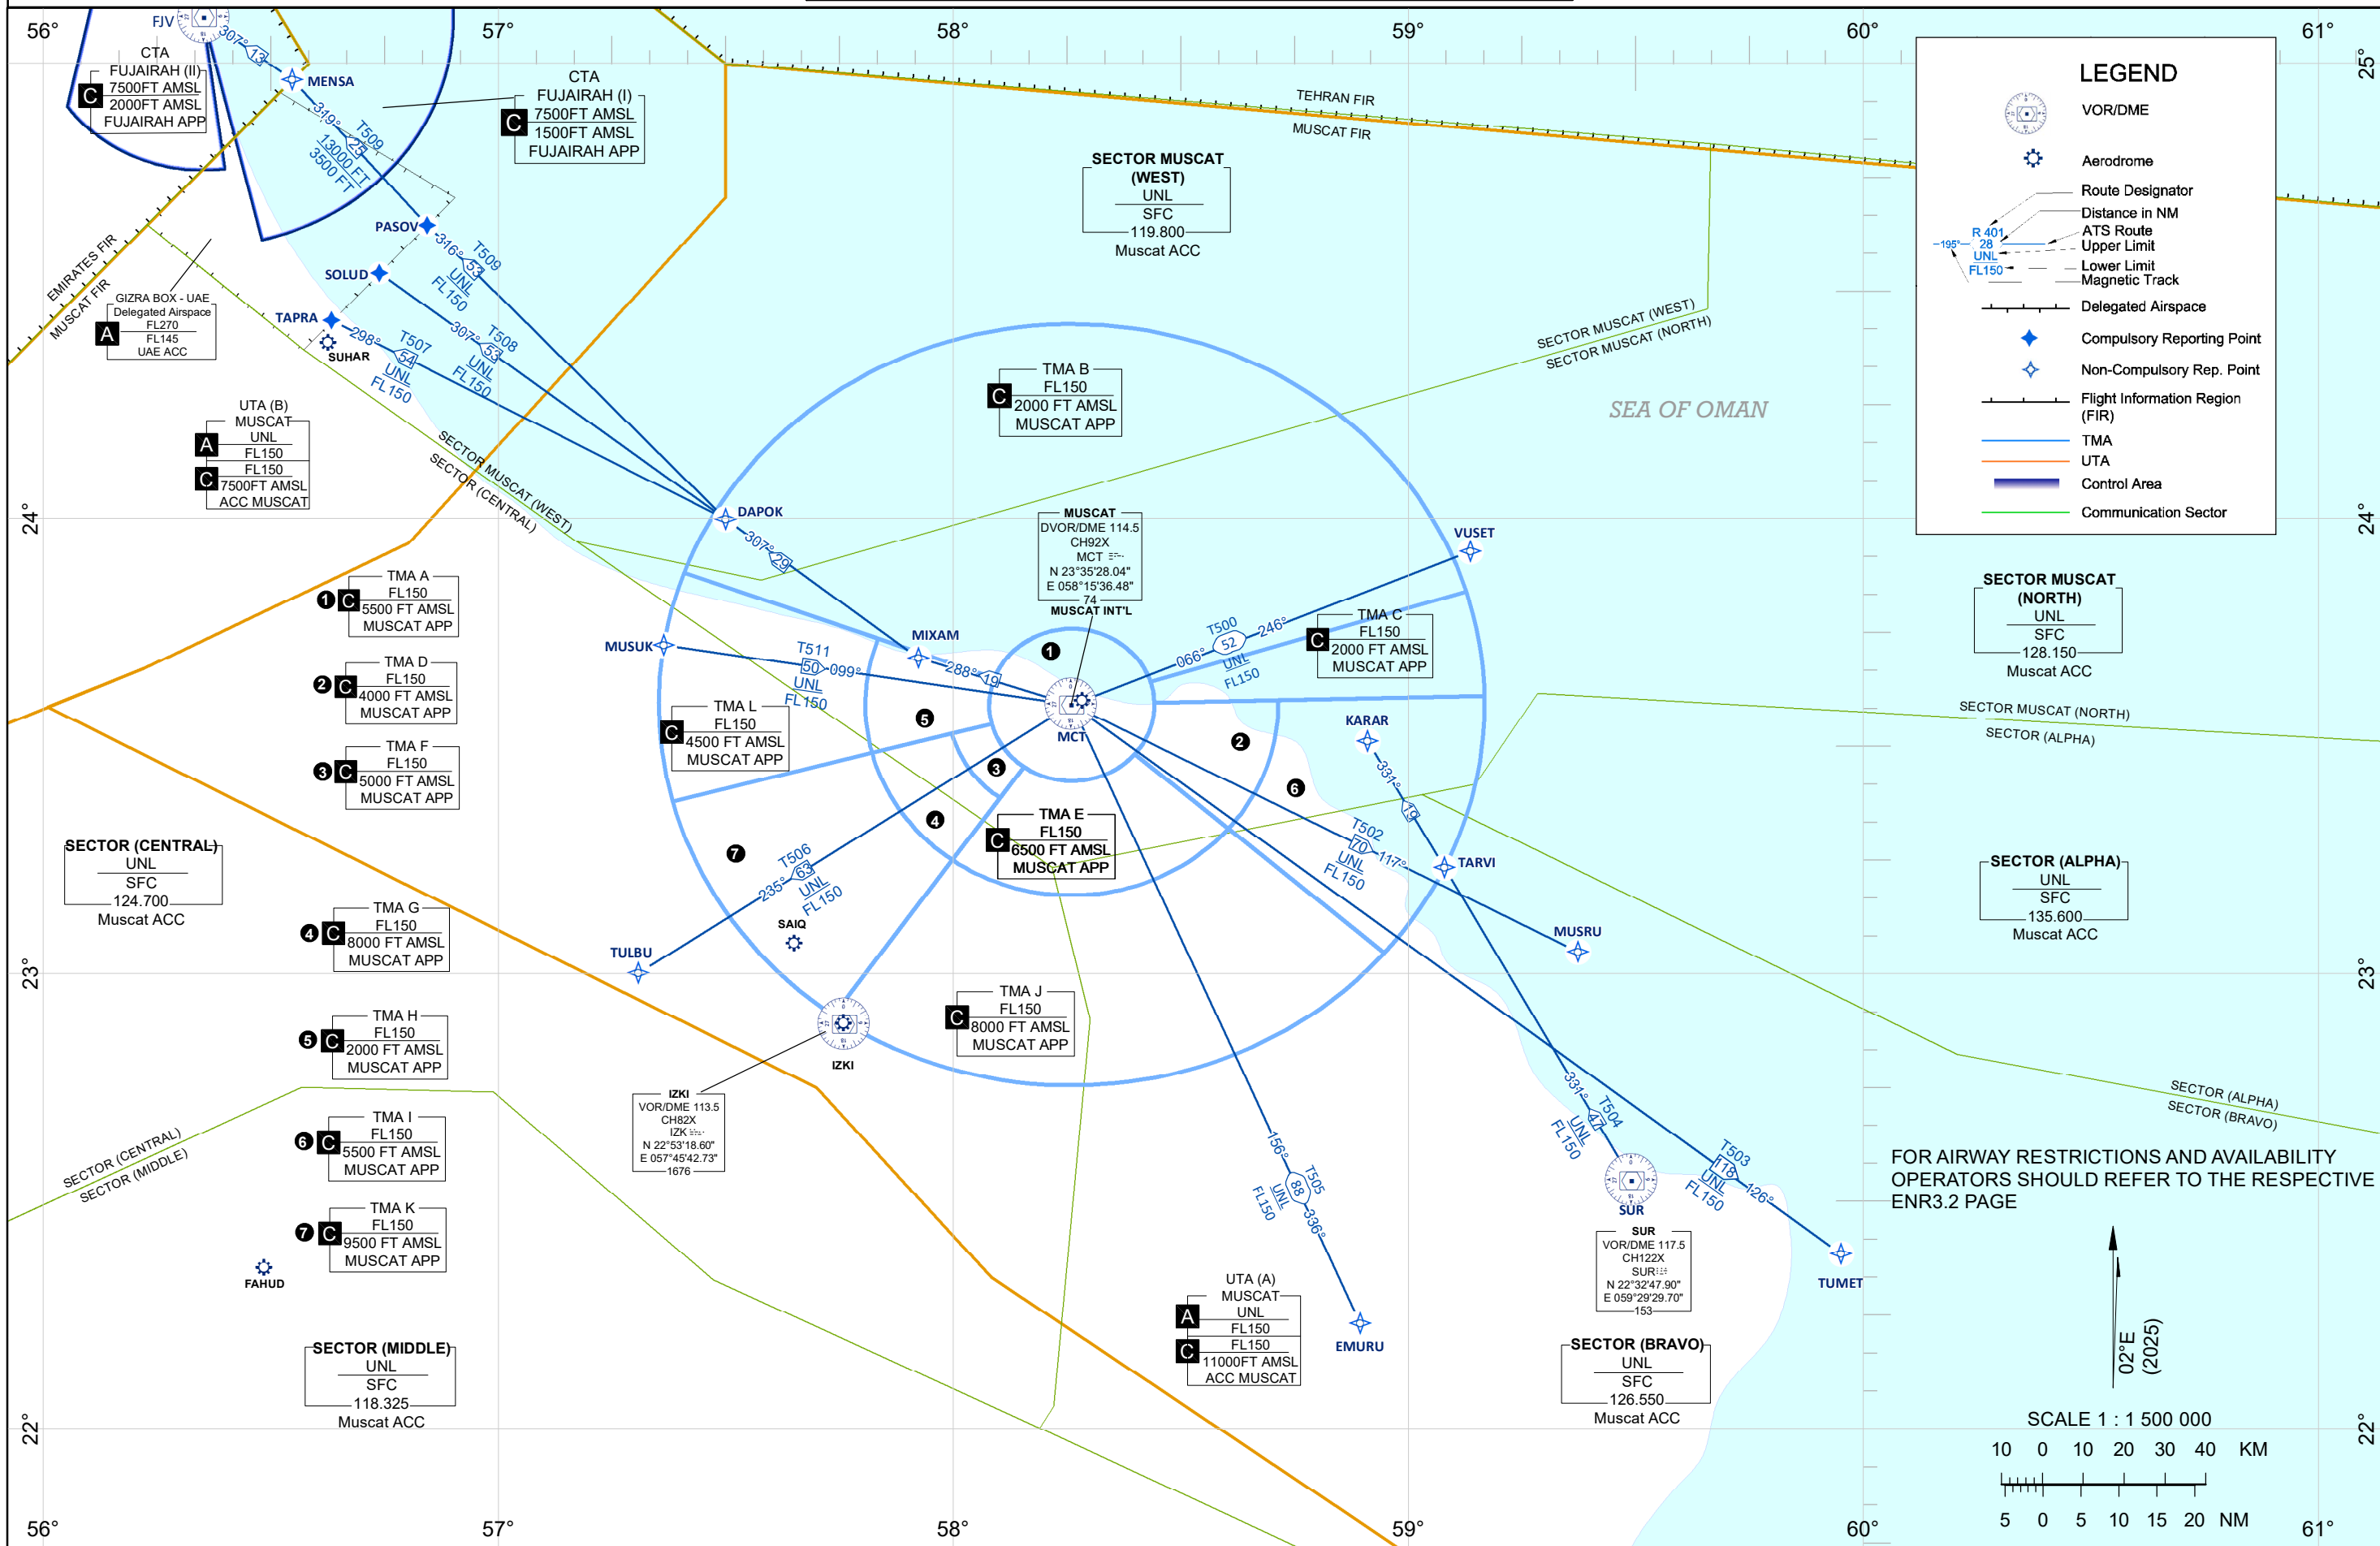 56°
57°
58°
59°
60°
61°
25°
24°
23°
22°
25°
24°
23°
22°
56°
57°
58°
59°
60°
61°
FJV
307°
13
MENSA
CTA
FUJAIRAH (II)
C
7500FT AMSL
2000FT AMSL
FUJAIRAH APP
CTA
FUJAIRAH (I)
C
7500FT AMSL
1500FT AMSL
FUJAIRAH APP
319°
T509
25
13000 FT
3500 FT
PASOV
316°
T509
53
UNL
FL150
SOLUD
307°
T508
53
UNL
FL150
TAPRA
298°
T507
54
UNL
FL150
SUHAR
EMIRATES FIR
MUSCAT FIR
GIZRA BOX - UAE
Delegated Airspace
A
FL270
FL145
UAE ACC
TEHRAN FIR
MUSCAT FIR
SECTOR MUSCAT
(WEST)
UNL
SFC
119.800
Muscat ACC
SECTOR MUSCAT (WEST)
SECTOR MUSCAT (NORTH)
SEA OF OMAN
UTA (B)
MUSCAT
A
UNL
FL150
C
FL150
7500FT AMSL
ACC MUSCAT
SECTOR MUSCAT (WEST)
SECTOR (CENTRAL)
TMA B
C
FL150
2000 FT AMSL
MUSCAT APP
DAPOK
307°
29
MUSCAT
DVOR/DME 114.5
CH92X
MCT
N 23°35'28.04"
E 058°15'36.48"
74
MUSCAT INT'L
VUSET
T500
066°
52
246°
UNL
FL150
TMA C
C
FL150
2000 FT AMSL
MUSCAT APP
1
TMA A
C
FL150
5500 FT AMSL
MUSCAT APP
2
TMA D
C
FL150
4000 FT AMSL
MUSCAT APP
3
TMA F
C
FL150
5000 FT AMSL
MUSCAT APP
MUSUK
T511
50
099°
UNL
FL150
MIXAM
288°
19
1
MCT
TMA L
C
FL150
4500 FT AMSL
MUSCAT APP
5
3
4
7
2
6
KARAR
331°
19
TARVI
TMA E
C
FL150
6500 FT AMSL
MUSCAT APP
T502
70
117°
UNL
FL150
MUSRU
T506
235°
63
UNL
FL150
SAIQ
TULBU
SECTOR (CENTRAL)
UNL
SFC
124.700
Muscat ACC
4
TMA G
C
FL150
8000 FT AMSL
MUSCAT APP
5
TMA H
C
FL150
2000 FT AMSL
MUSCAT APP
6
TMA I
C
FL150
5500 FT AMSL
MUSCAT APP
7
TMA K
C
FL150
9500 FT AMSL
MUSCAT APP
TMA J
C
FL150
8000 FT AMSL
MUSCAT APP
IZKI
IZKI
VOR/DME 113.5
CH82X
IZK
N 22°53'18.60"
E 057°45'42.73"
1676
SECTOR (CENTRAL)
SECTOR (MIDDLE)
FAHUD
SECTOR (MIDDLE)
UNL
SFC
118.325
Muscat ACC
156°
T505
88
UNL
FL150
336°
EMURU
UTA (A)
MUSCAT
A
UNL
FL150
C
FL150
11000FT AMSL
ACC MUSCAT
331°
T504
47
UNL
FL150
SUR
SUR
VOR/DME 117.5
CH122X
SUR
N 22°32'47.90"
E 059°29'29.70"
153
T503
118
126°
UNL
FL150
TUMET
SECTOR (BRAVO)
UNL
SFC
126.550
Muscat ACC
LEGEND
VOR/DME
Aerodrome
Route Designator
Distance in NM
ATS Route
Upper Limit
Lower Limit
Magnetic Track
R 401
195°
28
UNL
FL150
Delegated Airspace
Compulsory Reporting Point
Non-Compulsory Rep. Point
Flight Information Region
(FIR)
TMA
UTA
Control Area
Communication Sector
SECTOR MUSCAT
(NORTH)
UNL
SFC
128.150
Muscat ACC
SECTOR MUSCAT (NORTH)
SECTOR (ALPHA)
SECTOR (ALPHA)
UNL
SFC
135.600
Muscat ACC
SECTOR (ALPHA)
SECTOR (BRAVO)
FOR AIRWAY RESTRICTIONS AND AVAILABILITY
OPERATORS SHOULD REFER TO THE RESPECTIVE
ENR3.2 PAGE
02°E
(2025)
SCALE 1 : 1 500 000
10 0 10 20 30 40 KM
5 0 5 10 15 20 NM